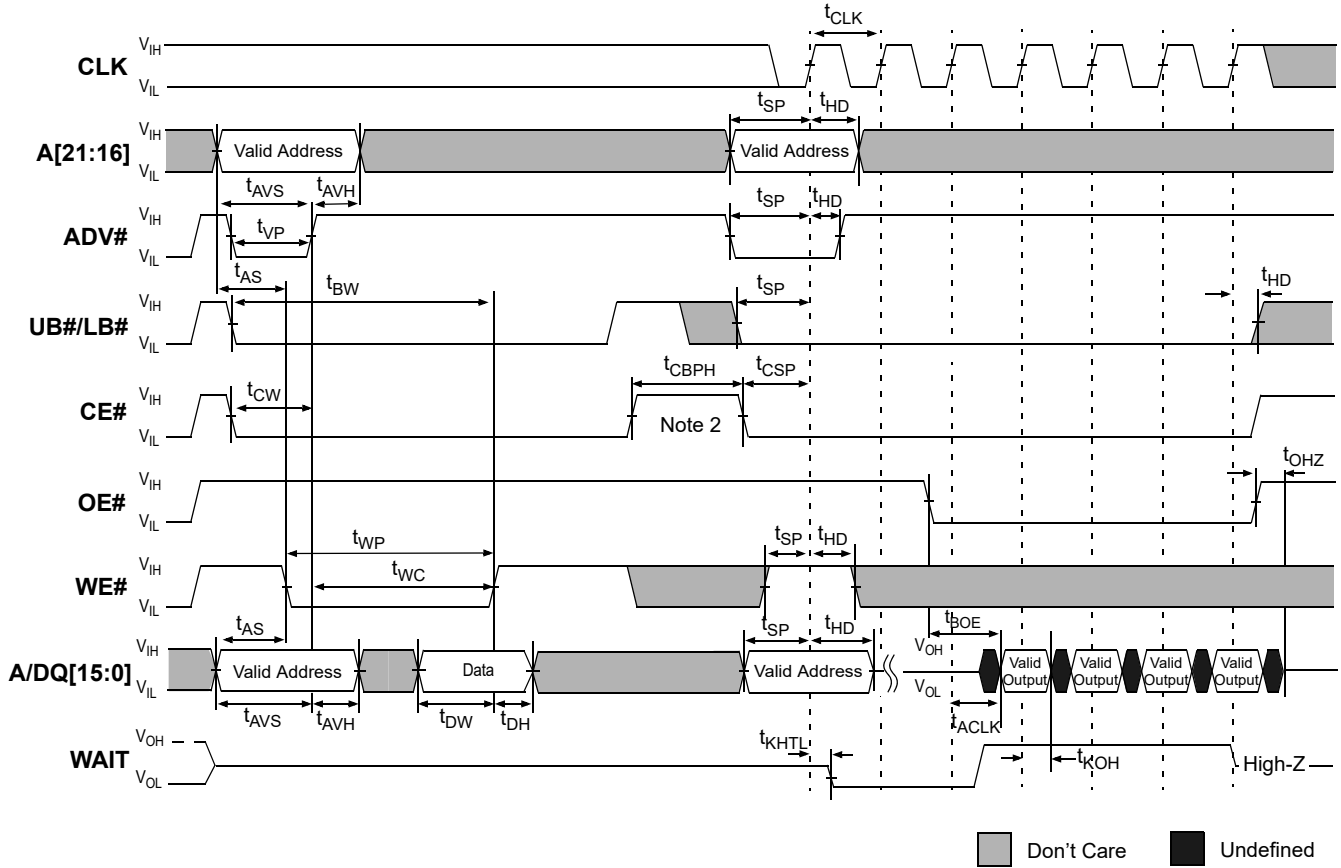 tCLK
CLK
VIH
VIL
tSP
tHD
A[21:16]
VIH
VIL
Valid Address
Valid Address
tAVS
tAVH
tSP
tHD
ADV#
VIH
VIL
tVP
tAS
tBW
tSP
tHD
UB#/LB#
VIH
VIL
tCBPH
tCSP
CE#
VIH
VIL
tCW
Note 2
tOHZ
OE#
VIH
VIL
tWP
tSP
tHD
WE#
VIH
VIL
tWC
tAS
tSP
tHD
tBOE
A/DQ[15:0]
VIH
VIL
Valid Address
Data
Valid Address
VOH
VOL
Valid
Output
Valid
Output
Valid
Output
Valid
Output
tAVS
tAVH
tDW
tDH
tACLK
WAIT
VOH
VOL
tKHTL
tKOH
High-Z
Don't Care
Undefined